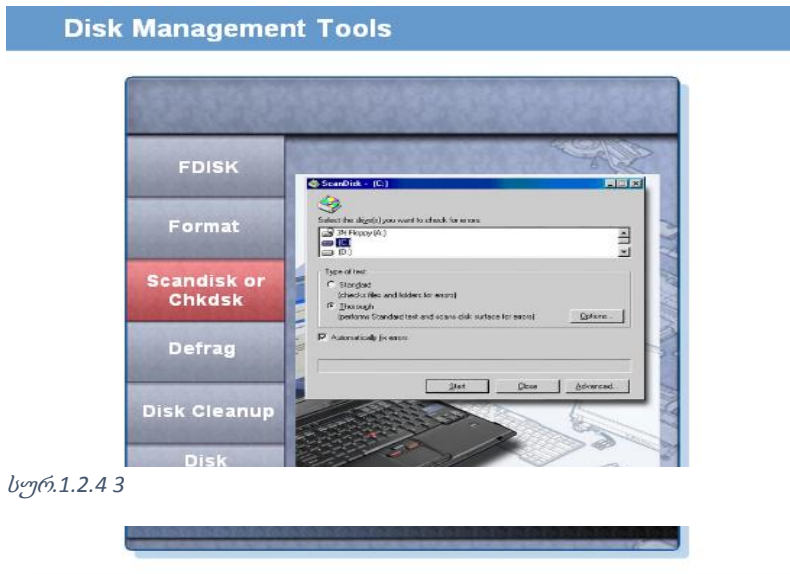 Disk Management Tools
FDISK
Format
Scandisk or
Chkdsk
Defrag
Disk Cleanup
Disk
ScanDisk - (C:)
Select the drive(s) you want to check for errors:
3½ Floppy (A:)
(C:)
(D:)
Type of test
Standard
(checks files and folders for errors)
Thorough
(performs Standard test and scans disk surface for errors)
Options...
Automatically fix errors
Start
Close
Advanced...
სურ.1.2.4 3